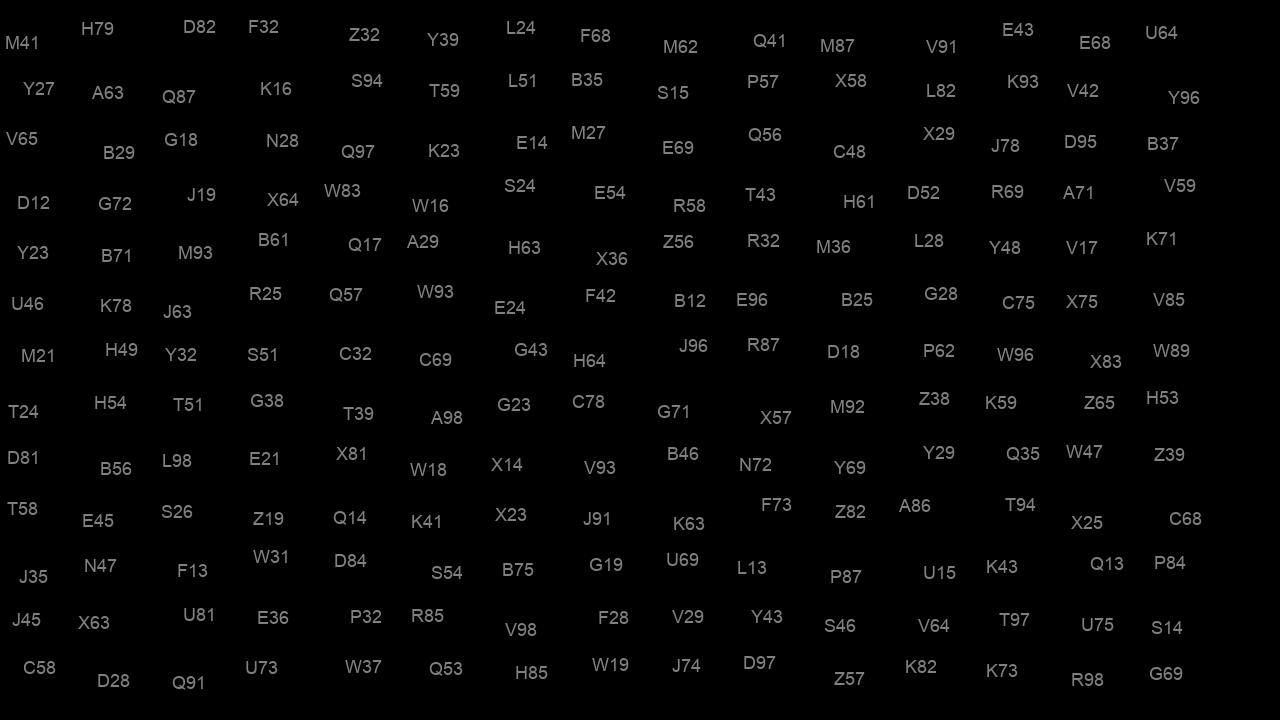 M41 H79 D82 F32 Z32 Y39 L24 F68 M62 Q41 M87 V91 E43 E68 U64
Y27 A63 Q87 K16 S94 T59 L51 B35 S15 P57 X58 L82 K93 V42 Y96
V65 B29 G18 N28 Q97 K23 E14 M27 E69 Q56 C48 X29 J78 D95 B37
D12 G72 J19 X64 W83 W16 S24 E54 R58 T43 H61 D52 R69 A71 V59
Y23 B71 M93 B61 Q17 A29 H63 X36 Z56 R32 M36 L28 Y48 V17 K71
U46 K78 J63 R25 Q57 W93 E24 F42 B12 E96 B25 G28 C75 X75 V85
M21 H49 Y32 S51 C32 C69 G43 H64 J96 R87 D18 P62 W96 X83 W89
T24 H54 T51 G38 T39 A98 G23 C78 G71 X57 M92 Z38 K59 Z65 H53
D81 B56 L98 E21 X81 W18 X14 V93 B46 N72 Y69 Y29 Q35 W47 Z39
T58 E45 S26 Z19 Q14 K41 X23 J91 K63 F73 Z82 A86 T94 X25 C68
J35 N47 F13 W31 D84 S54 B75 G19 U69 L13 P87 U15 K43 Q13 P84
J45 X63 U81 E36 P32 R85 V98 F28 V29 Y43 S46 V64 T97 U75 S14
C58 D28 Q91 U73 W37 Q53 H85 W19 J74 D97 Z57 K82 K73 R98 G69